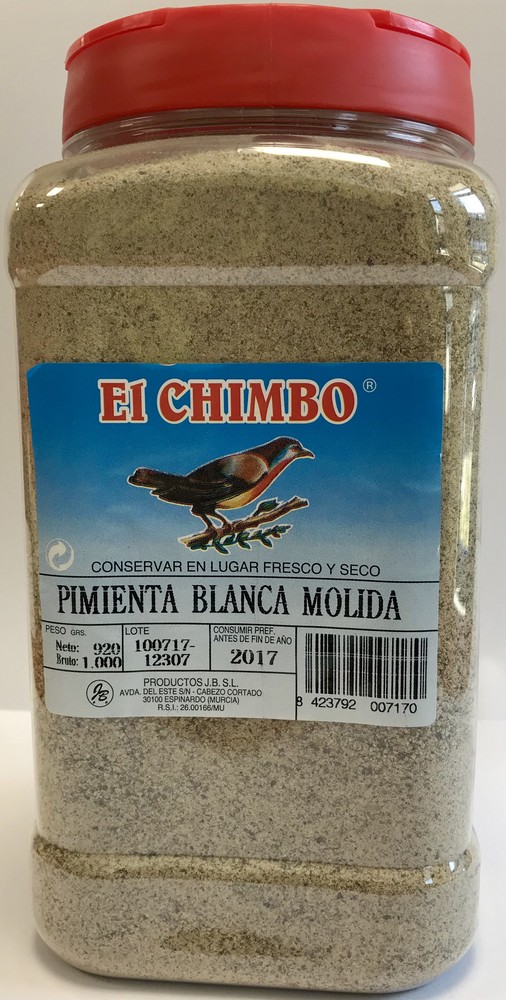 El CHIMBO ®
CONSERVAR EN LUGAR FRESCO Y SECO
PIMIENTA BLANCA MOLIDA
PESO GRS.
Neto: 920
Bruto: 1.000
LOTE
100717-
12307
CONSUMIR PREF.
ANTES DE FIN DE AÑO
2017
J.B.
PRODUCTOS J.B. S.L.
AVDA. DEL ESTE S/N - CABEZO CORTADO
30100 ESPINARDO (MURCIA)
R.S.I.: 26.00166/MU
8 423792 007170